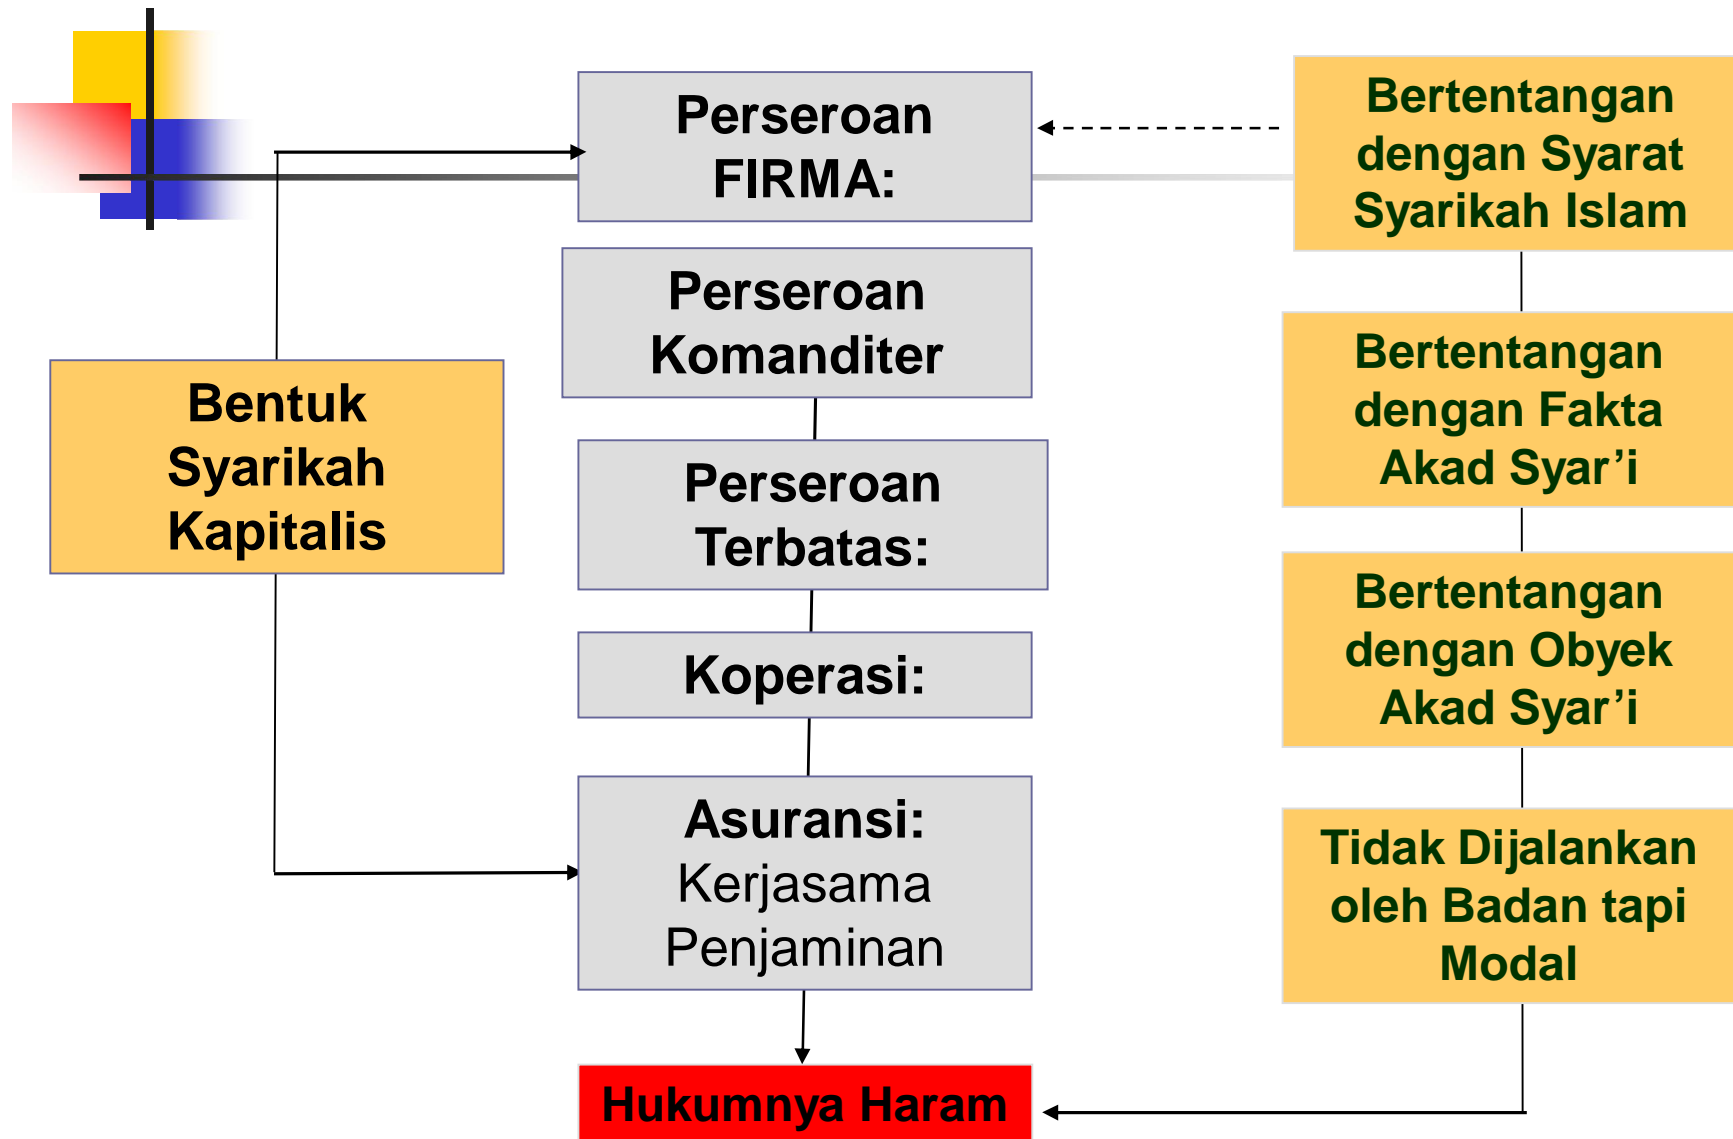 Perseroan
FIRMA:
Perseroan
Komanditer
Bentuk
Syarikah
Kapitalis
Perseroan
Terbatas:
Koperasi:
Asuransi:
Kerjasama
Penjaminan
Hukumnya Haram
Bertentangan
dengan Syarat
Syarikah Islam
Bertentangan
dengan Fakta
Akad Syar’i
Bertentangan
dengan Obyek
Akad Syar’i
Tidak Dijalankan
oleh Badan tapi
Modal